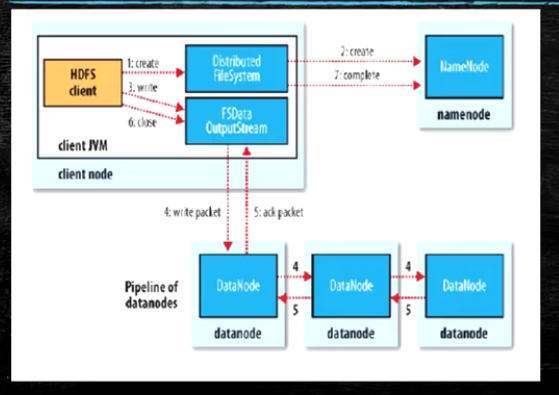 1: create
2: create
Distributed
FileSystem
NameNode
HDFS
client
3: write
7: complete
FSData
OutputStream
6: close
namenode
client JVM
client node
4: write packet
5: ack packet
4
4
Pipeline of
datanodes
DataNode
DataNode
DataNode
5
5
datanode
datanode
datanode